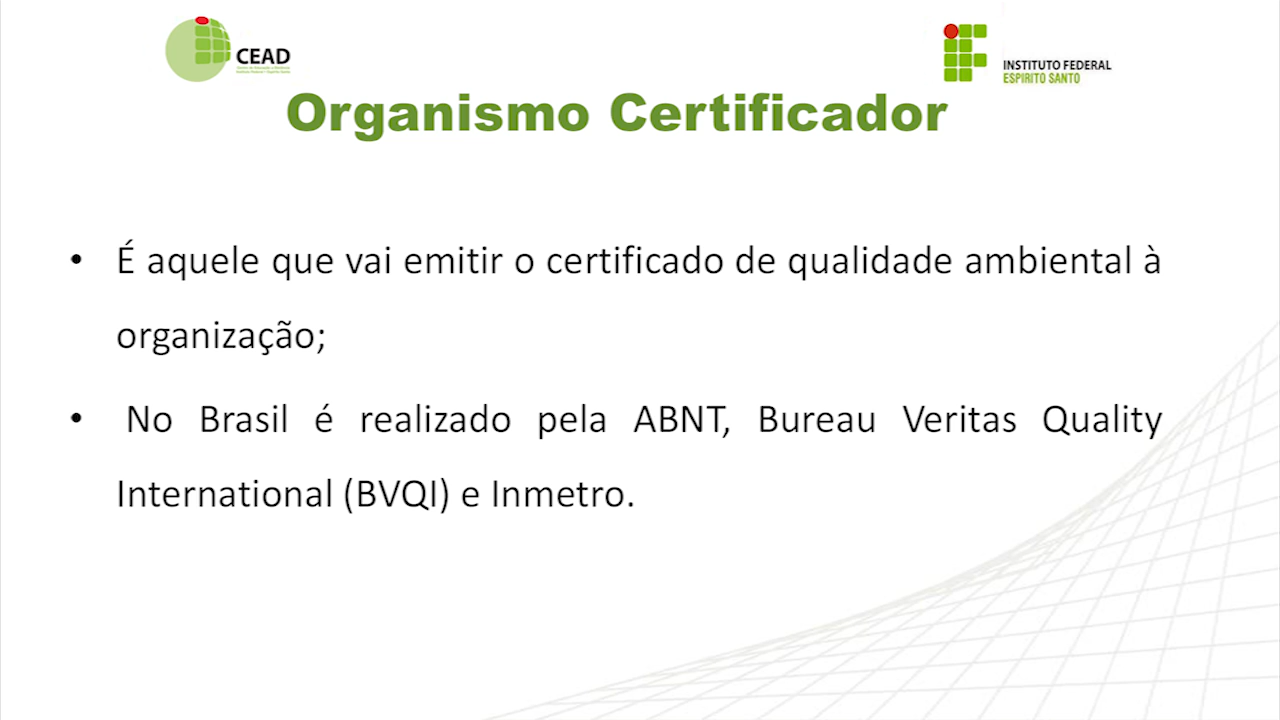 CEAD
INSTITUTO FEDERAL
ESPIRITO SANTO
Organismo Certificador
• É aquele que vai emitir o certificado de qualidade ambiental à
organização;
• No Brasil é realizado pela ABNT, Bureau Veritas Quality
International (BVQI) e Inmetro.